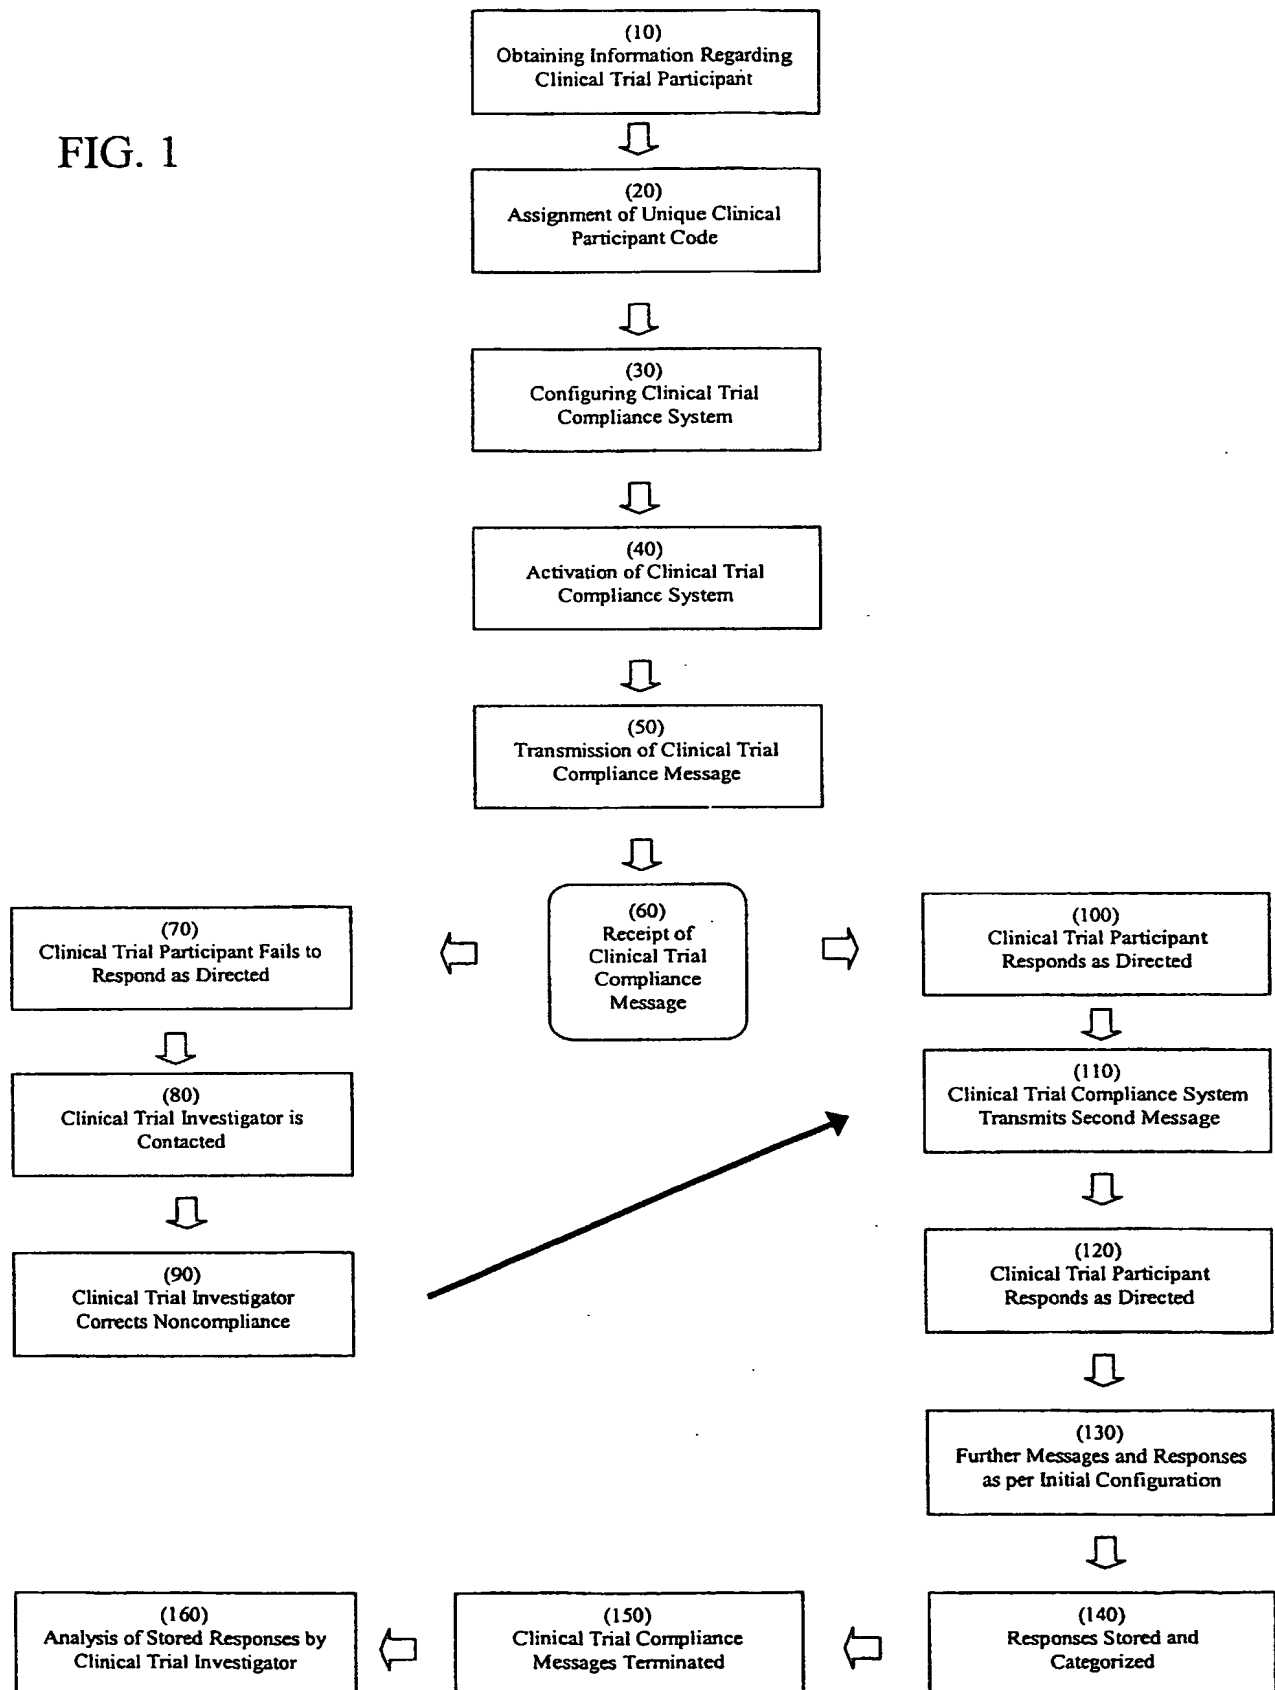 FIG. 1
(10)
Obtaining Information Regarding
Clinical Trial Participant
(20)
Assignment of Unique Clinical
Participant Code
(30)
Configuring Clinical Trial
Compliance System
(40)
Activation of Clinical Trial
Compliance System
(50)
Transmission of Clinical Trial
Compliance Message
(60)
Receipt of
Clinical Trial
Compliance
Message
(70)
Clinical Trial Participant Fails to
Respond as Directed
(80)
Clinical Trial Investigator is
Contacted
(90)
Clinical Trial Investigator
Corrects Noncompliance
(100)
Clinical Trial Participant
Responds as Directed
(110)
Clinical Trial Compliance System
Transmits Second Message
(120)
Clinical Trial Participant
Responds as Directed
(130)
Further Messages and Responses
as per Initial Configuration
(140)
Responses Stored and
Categorized
(150)
Clinical Trial Compliance
Messages Terminated
(160)
Analysis of Stored Responses by
Clinical Trial Investigator